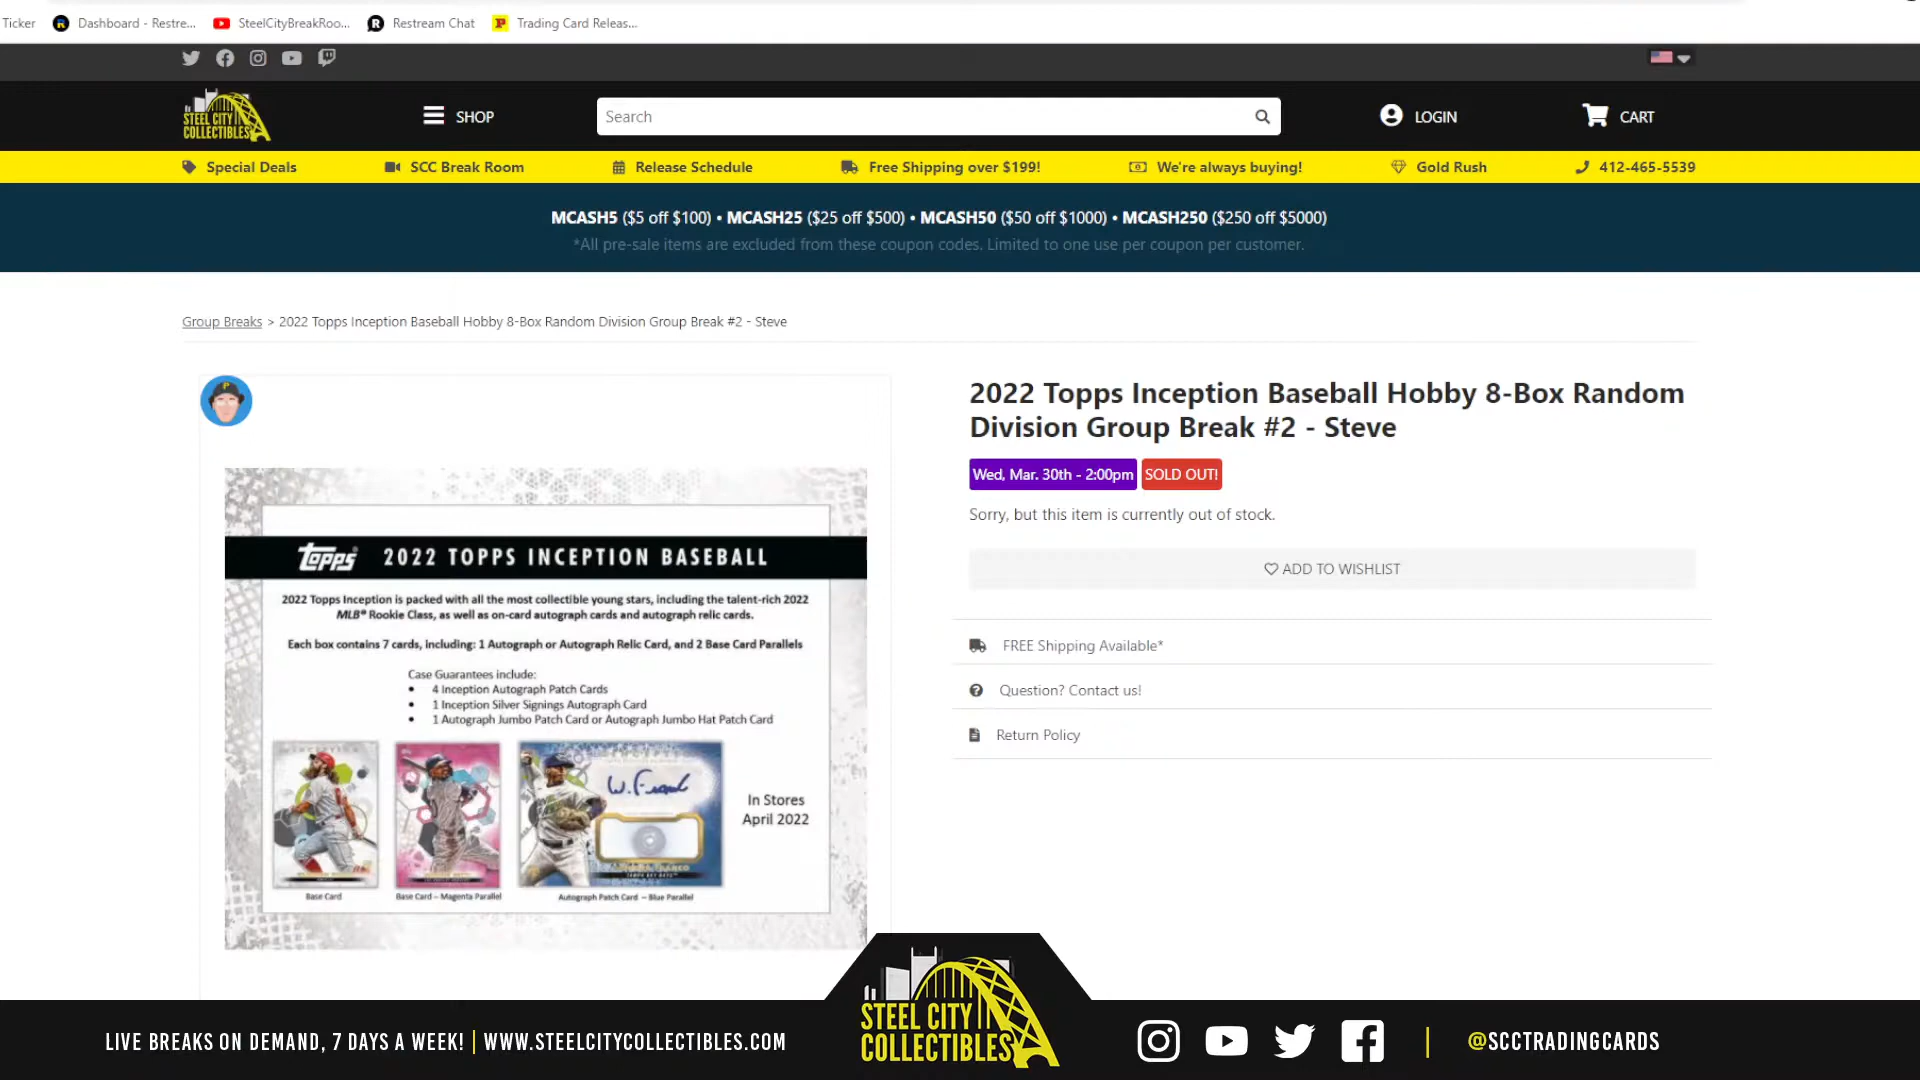 Ticker
Dashboard - Restre...
SteelCityBreakRoo...
Restream Chat
Trading Card Releas...
STEEL CITY
COLLECTIBLES
SHOP
Search
LOGIN
CART
Special Deals
SCC Break Room
Release Schedule
Free Shipping over $199!
We're always buying!
Gold Rush
412-465-5539
MCASH5 ($5 off $100) • MCASH25 ($25 off $500) • MCASH50 ($50 off $1000) • MCASH250 ($250 off $5000)
*All pre-sale items are excluded from these coupon codes. Limited to one use per coupon per customer.
Group Breaks > 2022 Topps Inception Baseball Hobby 8-Box Random Division Group Break #2 - Steve
2022 Topps Inception Baseball Hobby 8-Box Random
Division Group Break #2 - Steve
Wed, Mar. 30th - 2:00pm
SOLD OUT!
Sorry, but this item is currently out of stock.
ADD TO WISHLIST
FREE Shipping Available*
Question? Contact us!
Return Policy
topps 2022 TOPPS INCEPTION BASEBALL
2022 Topps Inception is packed with all the most collectible young stars, including the talent-rich 2022
MLB® Rookie Class, as well as on-card autograph cards and autograph relic cards.
Each box contains 7 cards, including: 1 Autograph or Autograph Relic Card, and 2 Base Card Parallels
Case Guarantees include:
• 4 Inception Autograph Patch Cards
• 1 Inception Silver Signings Autograph Card
• 1 Autograph Jumbo Patch Card or Autograph Jumbo Hat Patch Card
In Stores
April 2022
Base Card
Base Card – Magenta Parallel
Autograph Patch Card – Blue Parallel
LIVE BREAKS ON DEMAND, 7 DAYS A WEEK! | WWW.STEELCITYCOLLECTIBLES.COM
STEEL CITY
COLLECTIBLES
@SCCTRADINGCARDS